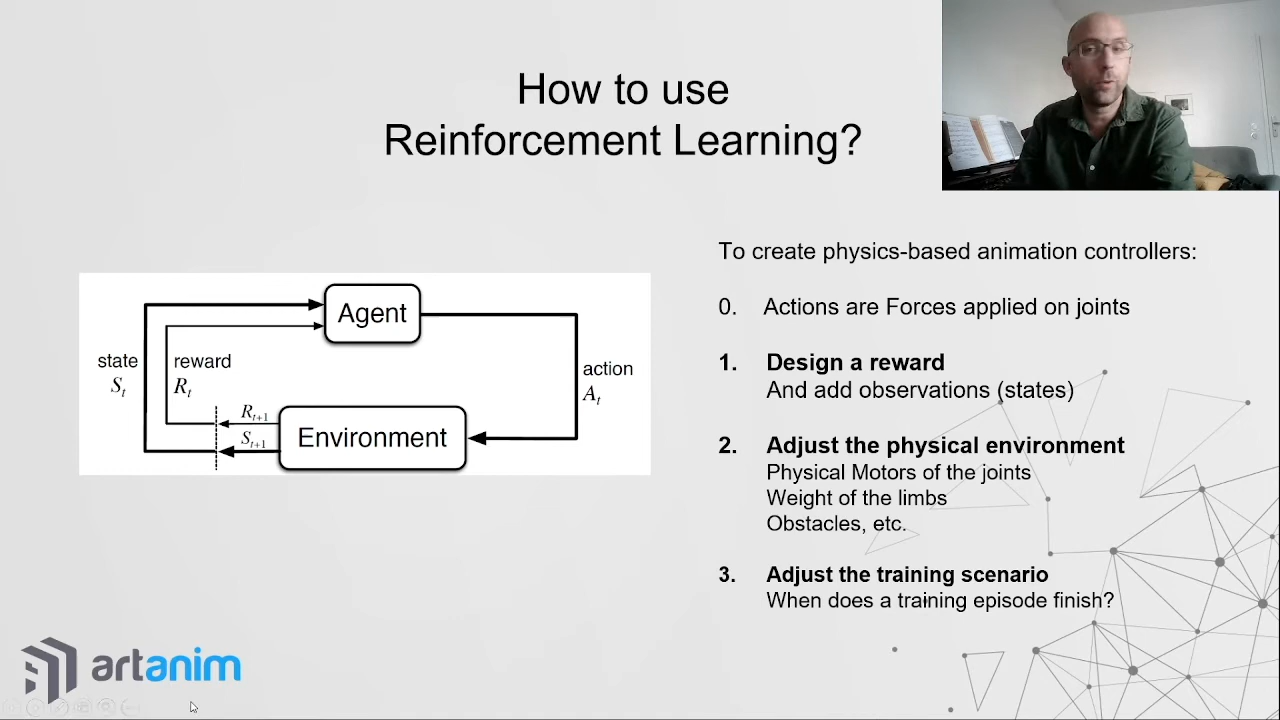 How to use
Reinforcement Learning?
To create physics-based animation controllers:
0. Actions are Forces applied on joints
1. Design a reward
And add observations (states)
2. Adjust the physical environment
Physical Motors of the joints
Weight of the limbs
Obstacles, etc.
3. Adjust the training scenario
When does a training episode finish?
Agent
state
S_t
reward
R_t
action
A_t
R_{t+1}
S_{t+1}
Environment
artanim